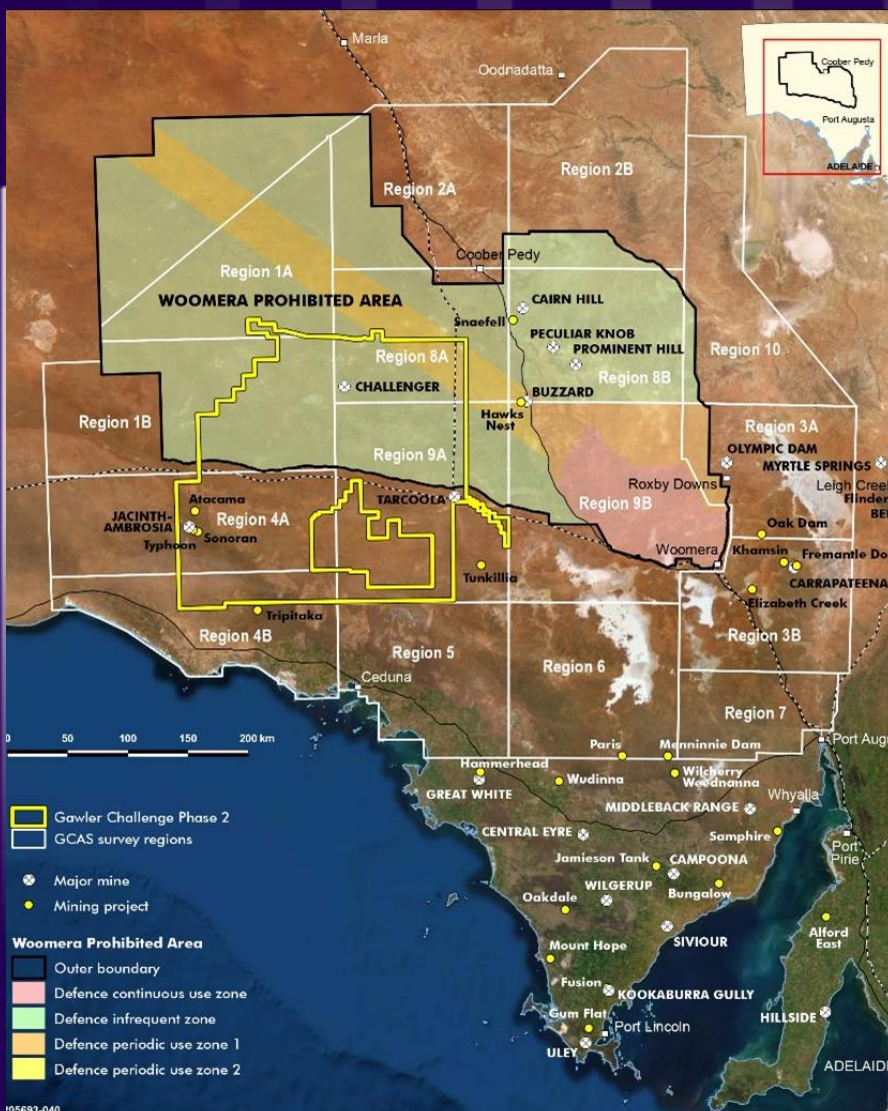 Marla
Oodnadatta
Coober Pedy
Port Augusta
ADELAIDE
Region 2A
Region 2B
Region 1A
Coober Pedy
WOOMERA PROHIBITED AREA
CAIRN HILL
Snaefell
PECULIAR KNOB
PROMINENT HILL
Region 10
Region 8A
Region 8B
CHALLENGER
BUZZARD
Hawks
Nest
Region 1B
Region 3A
Region 9A
OLYMPIC DAM
MYRTLE SPRINGS
Roxby Downs
Leigh Creek
Flinder
BE
TARCOOLA
Region 9B
Atacama
JACINTH-
AMBROSIA
Region 4A
Typhoon
Sonoran
Oak Dam
Woomera
Khamsin
Fremantle Do
CARRAPATEENA
Tunkillia
Elizabeth Creek
Tripitaka
Region 4B
Region 3B
Region 5
Region 6
Ceduna
Region 7
0 50 100 150 200 km
Port Augu
Paris
Menninnie Dam
Hammerhead
GREAT WHITE
Wudinna
Wilcherry
Weednanna
Whyalla
MIDDLEBACK RANGE
Gawler Challenge Phase 2
GCAS survey regions
CENTRAL EYRE
Samphire
Port
Pirie
Major mine
Mining project
Jamieson Tank
CAMPOONA
WILGERUP
Bungalow
Oakdale
Alford
East
Woomera Prohibited Area
Outer boundary
Defence continuous use zone
Defence infrequent zone
Defence periodic use zone 1
Defence periodic use zone 2
SIVIOUR
Mount Hope
Fusion
KOOKABURRA GULLY
HILLSIDE
Gum Flat
Port Lincoln
ULEY
ADELAIDE
205693-040